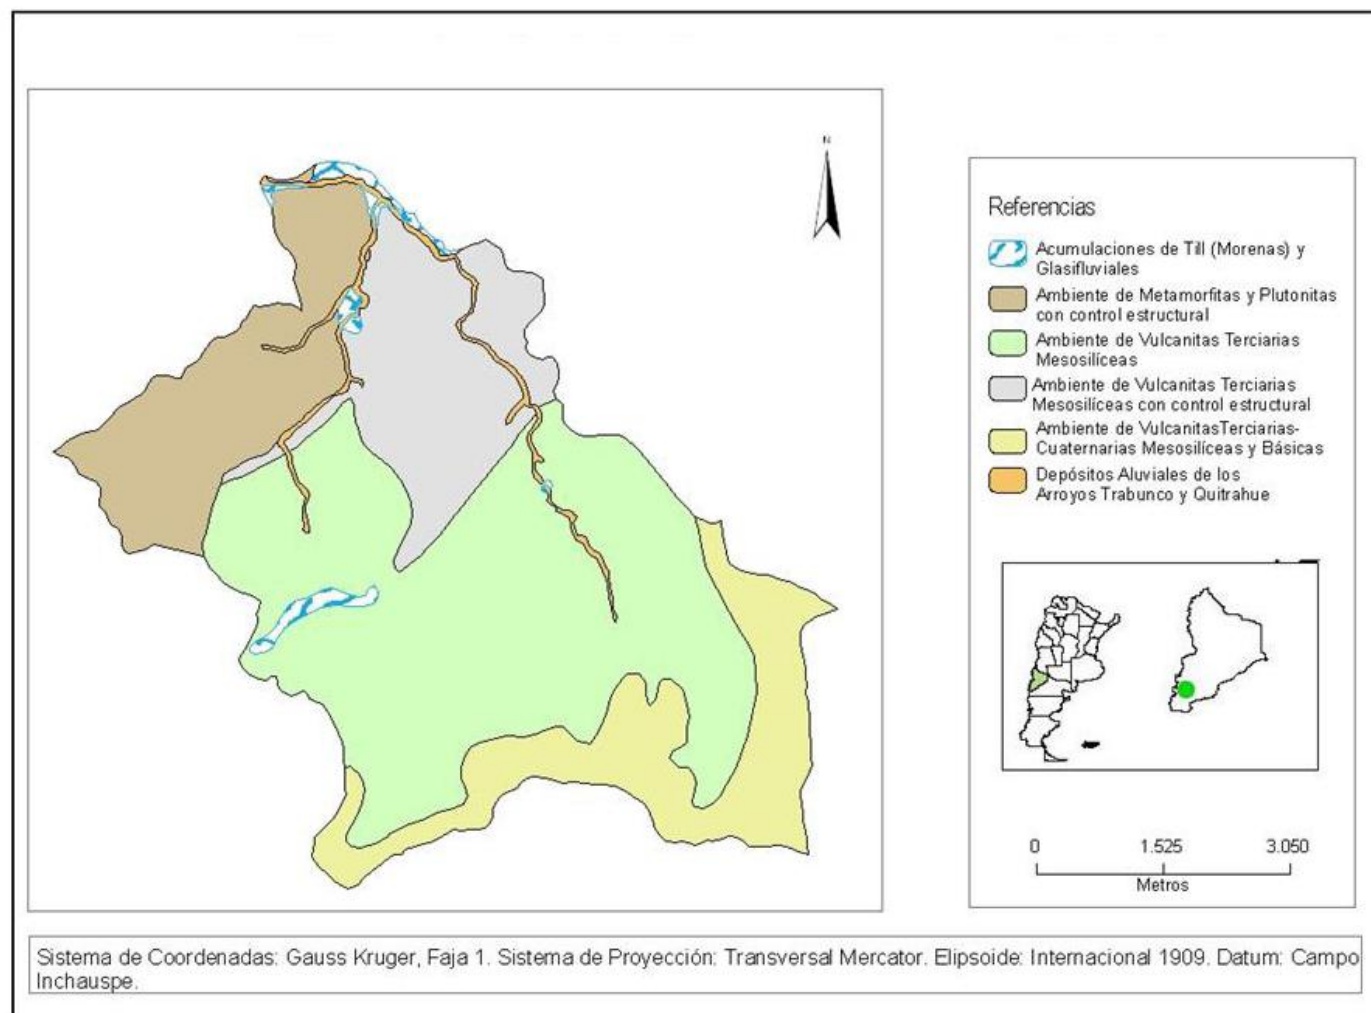 N
Referencias
Acumulaciones de Till (Morenas) y
Glasifluviales
Ambiente de Metamorfitas y Plutonitas
con control estructural
Ambiente de Vulcanitas Terciarias
Mesosilíceas
Ambiente de Vulcanitas Terciarias
Mesosilíceas con control estructural
Ambiente de VulcanitasTerciarias-
Cuaternarias Mesosilíceas y Básicas
Depósitos Aluviales de los
Arroyos Trabunco y Quitrahue
0 1.525 3.050
Metros
Sistema de Coordenadas: Gauss Kruger, Faja 1. Sistema de Proyección: Transversal Mercator. Elipsoide: Internacional 1909. Datum: Campo
Inchauspe.